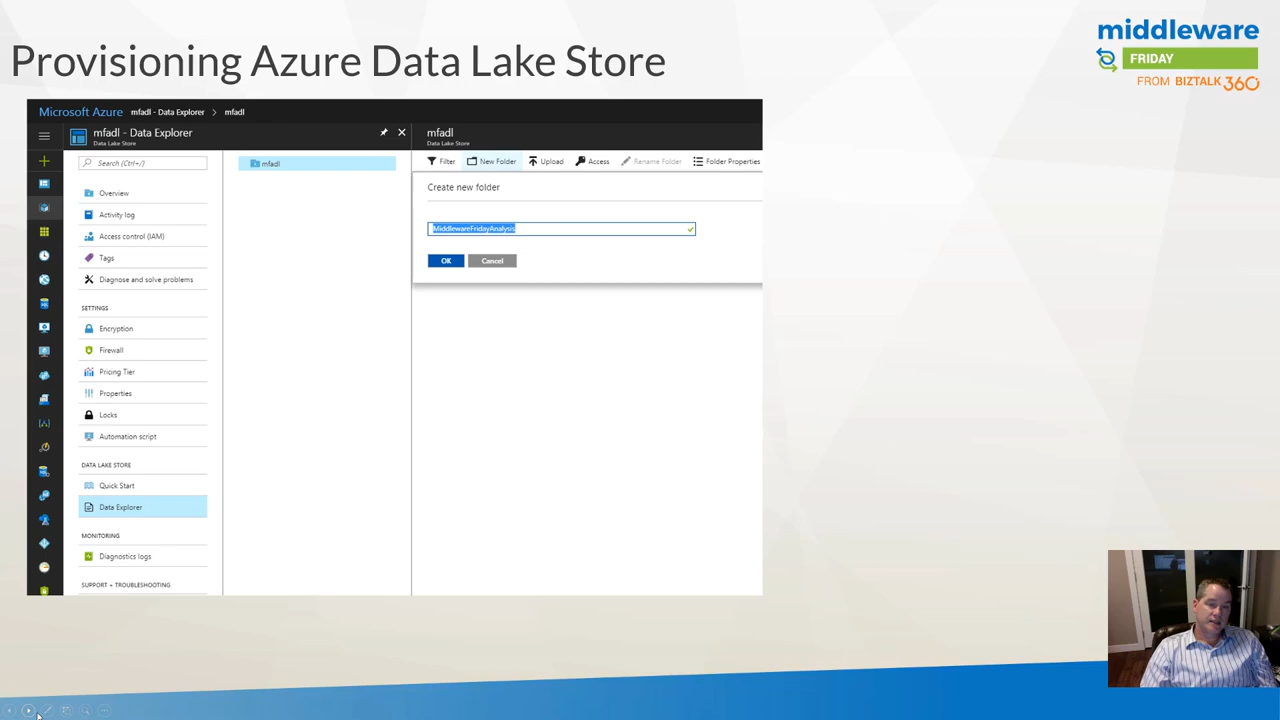 Provisioning Azure Data Lake Store
middleware
FRIDAY
FROM BIZTALK 360
Microsoft Azure mfadl - Data Explorer > mfadl
mfadl - Data Explorer
Data Lake Store
Search (Ctrl+/)
Overview
Activity log
Access control (IAM)
Tags
Diagnose and solve problems
SETTINGS
Encryption
Firewall
Pricing Tier
Properties
Locks
Automation script
DATA LAKE STORE
Quick Start
Data Explorer
MONITORING
Diagnostics logs
SUPPORT + TROUBLESHOOTING
mfadl
mfadl
Data Lake Store
Filter New Folder Upload Access Rename Folder Folder Properties
Create new folder
MiddlewareFridayAnalysis
OK Cancel